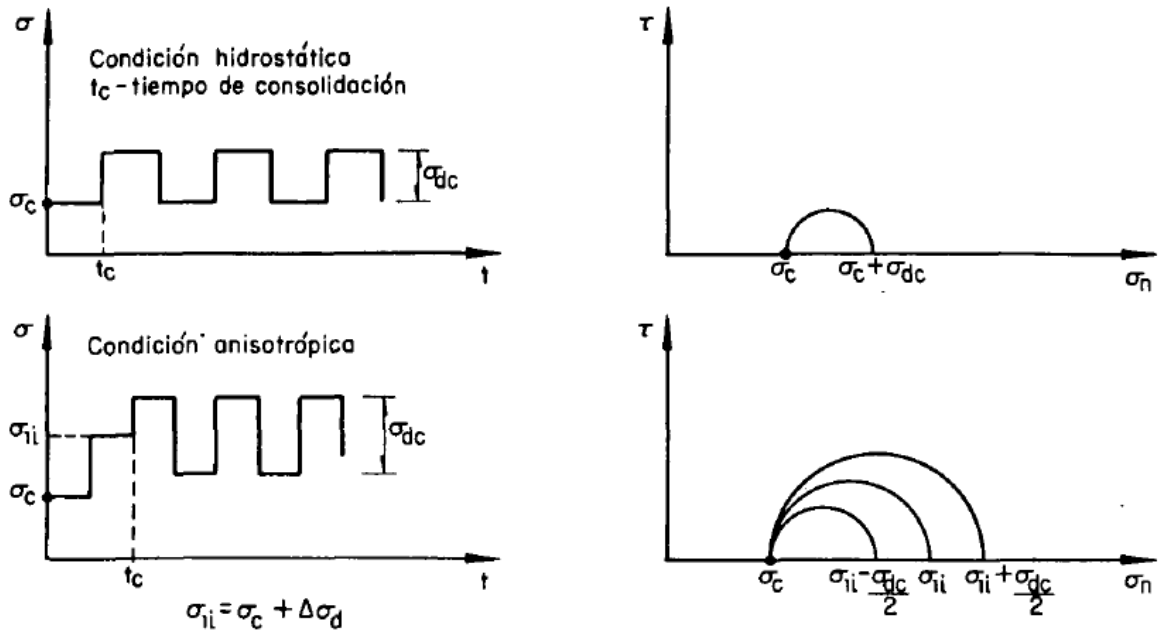 σ
Condición hidrostática
tc-tiempo de consolidación
σdc
σc
tc
t
τ
σc
σc+σdc
σn
σ
Condición anisotrópica
σ1i
σdc
σc
tc
t
σ1i=σc+Δσd
τ
σc
σ1i-σdc/2
σ1i
σ1i+σdc/2
σn